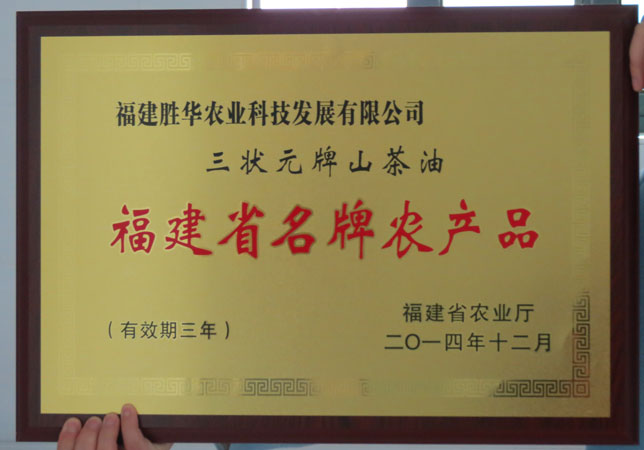 福建胜华农业科技发展有限公司
三状元牌山茶油
福建省名牌农产品
福建省农业厅
(有效期三年)
二〇一四年十二月